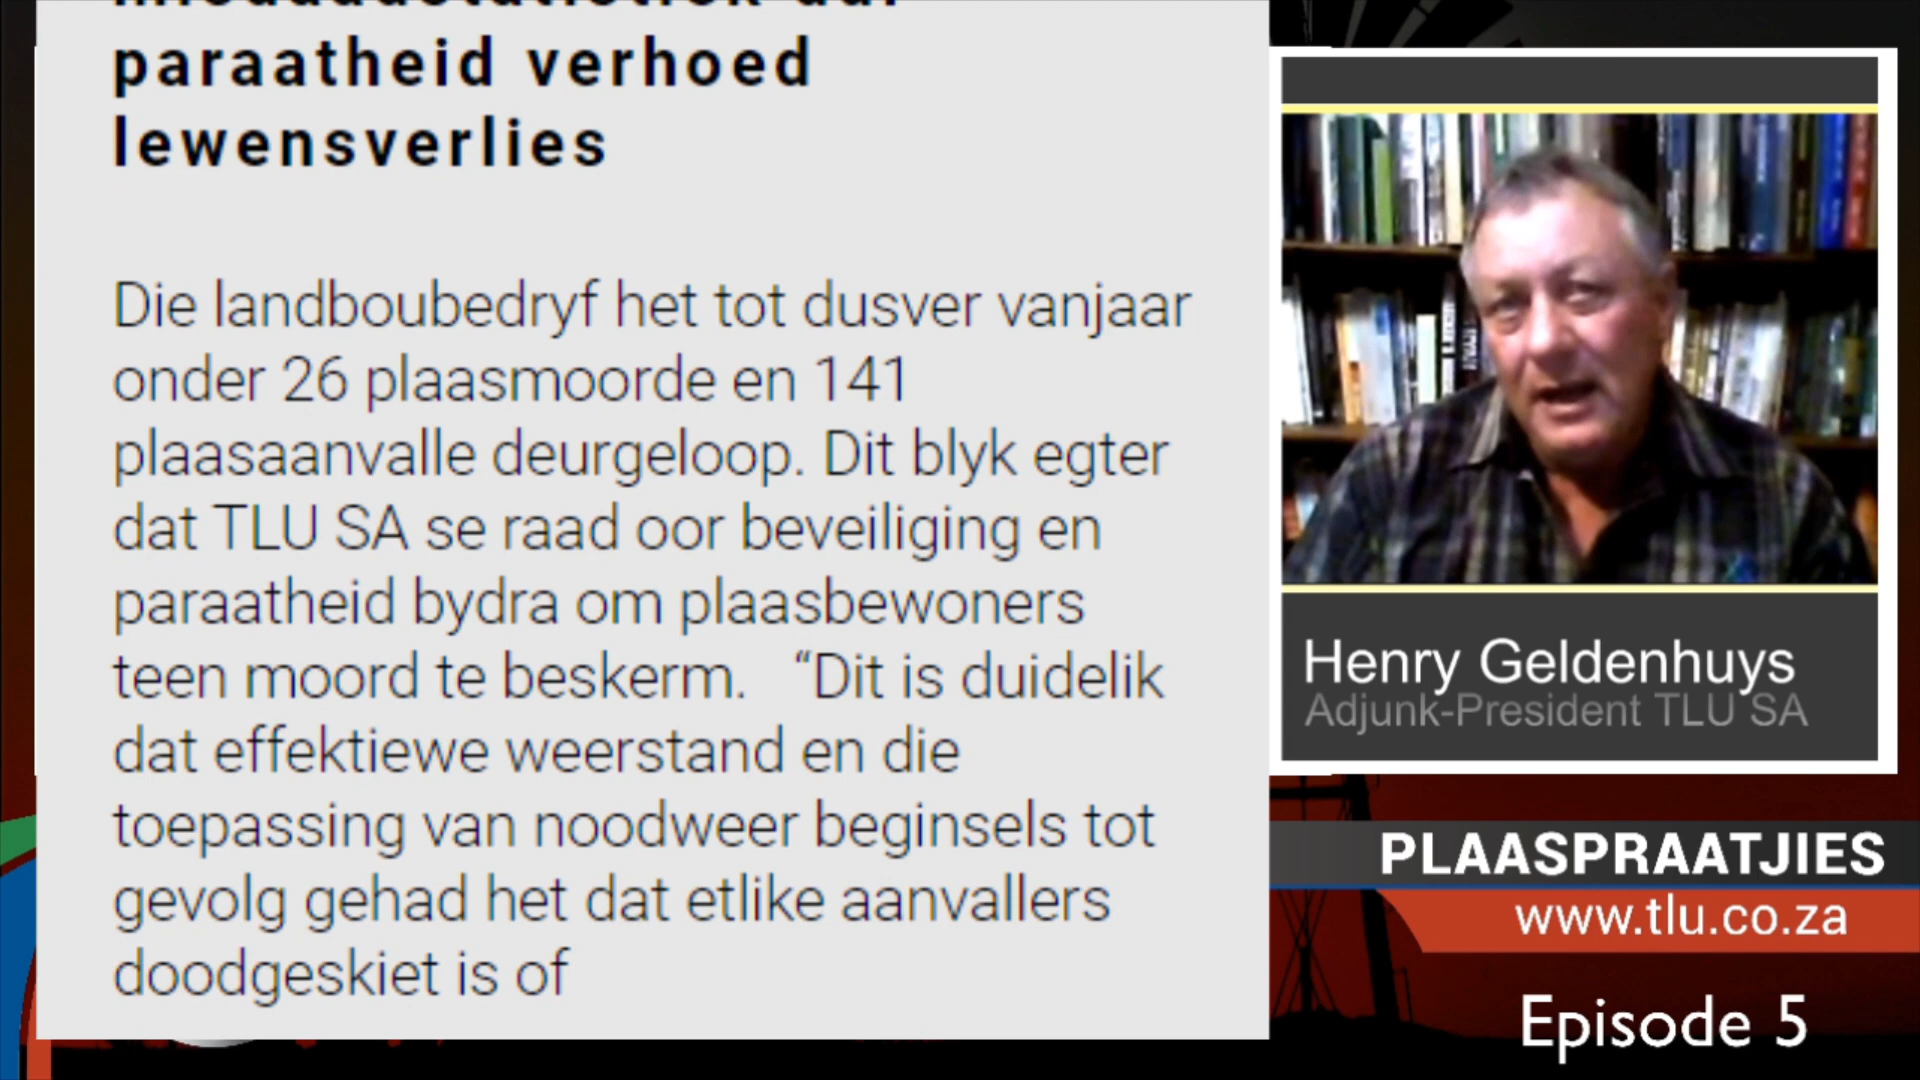 paraatheid verhoed
lewensverlies
Die landboubedryf het tot dusver vanjaar
onder 26 plaasmoorde en 141
plaasaanvalle deurgeloop. Dit blyk egter
dat TLU SA se raad oor beveiliging en
paraatheid bydra om plaasbewoners
teen moord te beskerm. “Dit is duidelik
dat effektiewe weerstand en die
toepassing van noodweer beginsels tot
gevolg gehad het dat etlike aanvallers
doodgeskiet is of
Henry Geldenhuys
Adjunk-President TLU SA
PLAASPRAATJIES
www.tlu.co.za
Episode 5